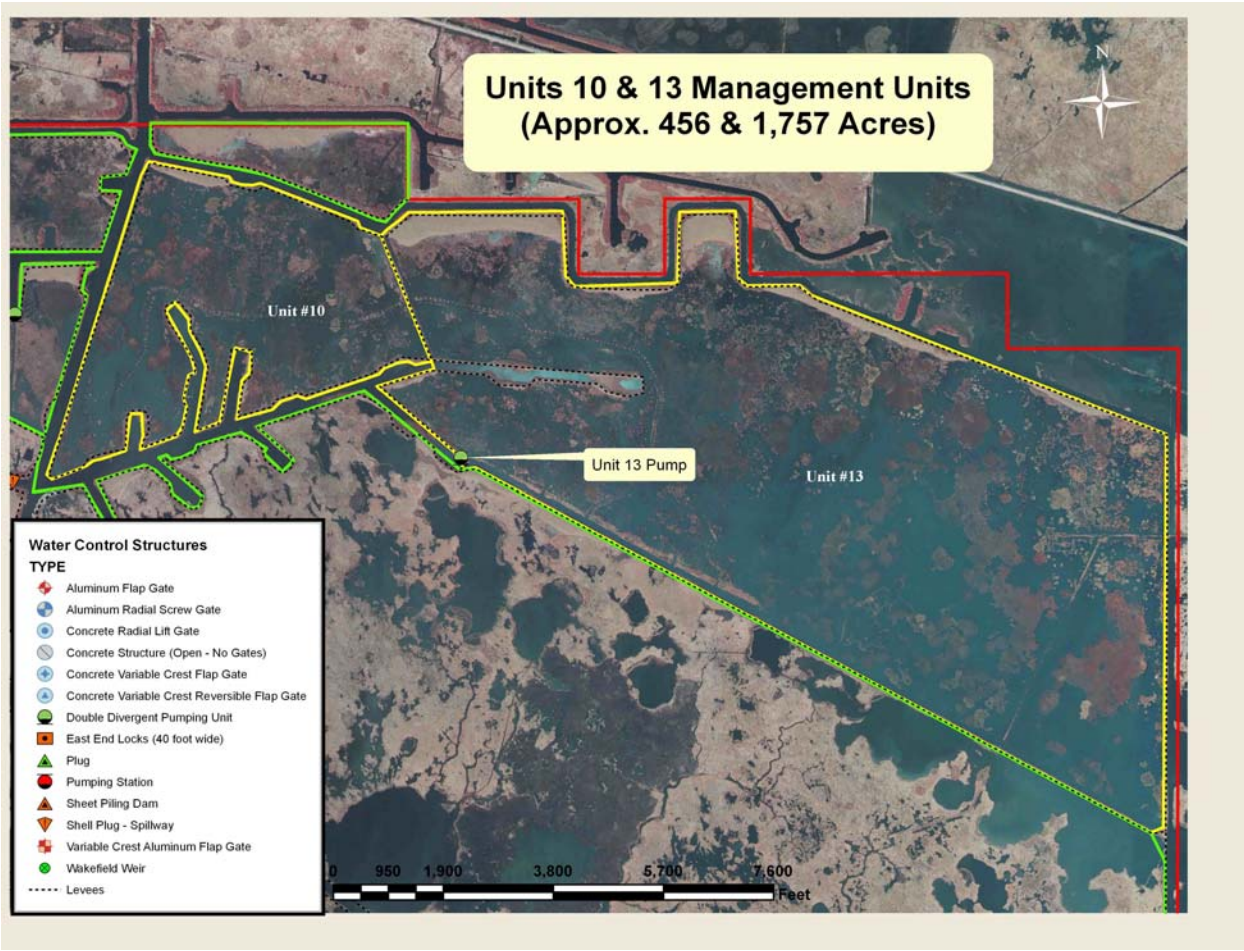 Units 10 & 13 Management Units
(Approx. 456 & 1,757 Acres)
N
Unit #10
Unit 13 Pump
Unit #13
Water Control Structures
TYPE
Aluminum Flap Gate
Aluminum Radial Screw Gate
Concrete Radial Lift Gate
Concrete Structure (Open - No Gates)
Concrete Variable Crest Flap Gate
Concrete Variable Crest Reversible Flap Gate
Double Divergent Pumping Unit
East End Locks (40 foot wide)
Plug
Pumping Station
Sheet Piling Dam
Shell Plug - Spillway
Variable Crest Aluminum Flap Gate
Wakefield Weir
Levees
0 950 1,900 3,800 5,700 7,600
Feet